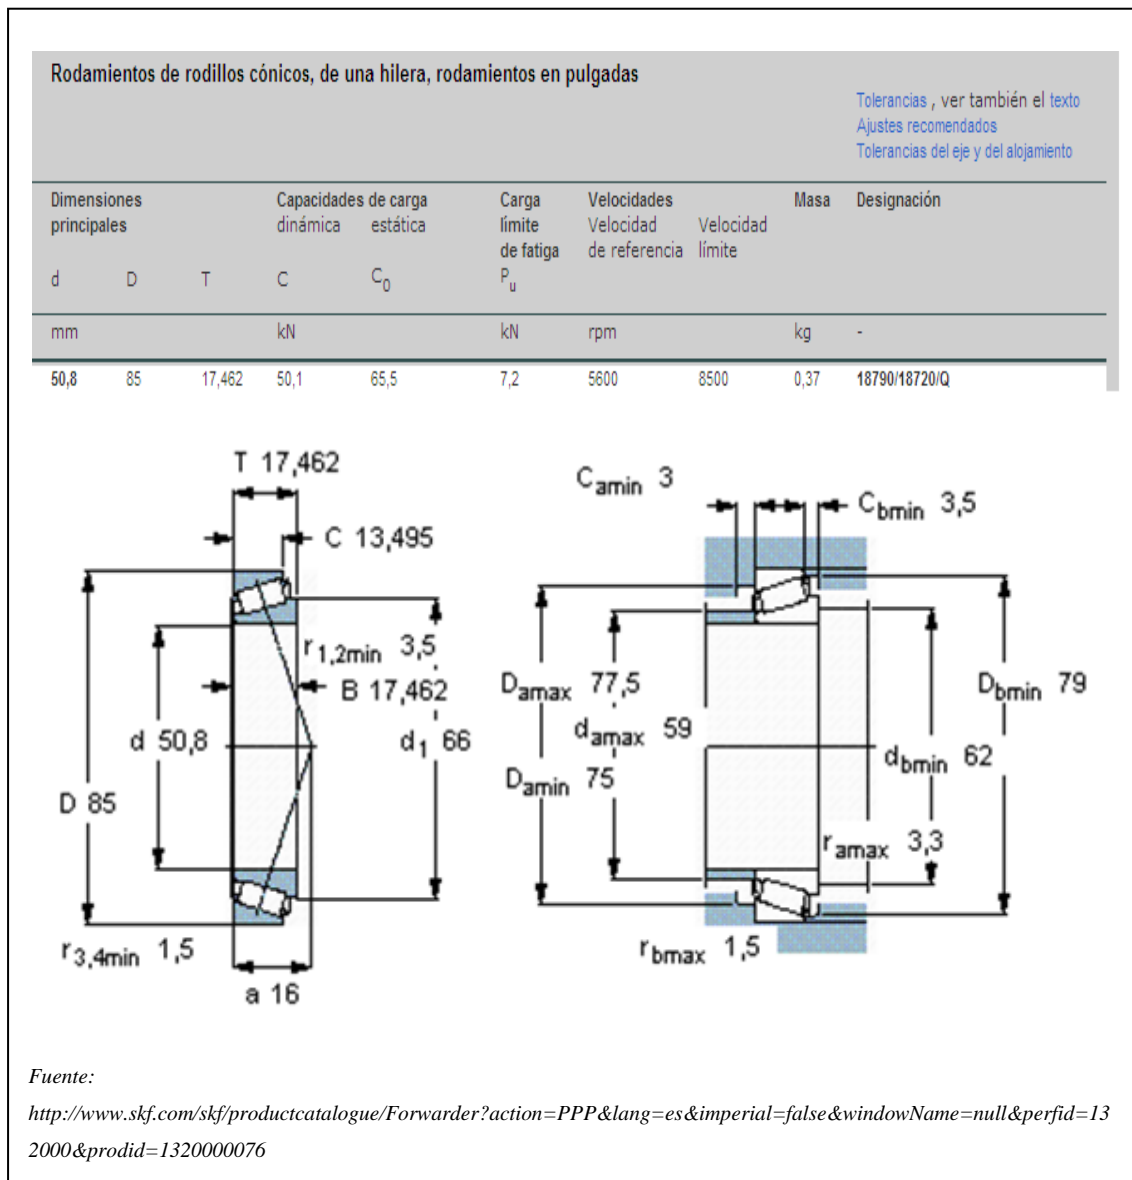 Rodamientos de rodillos cónicos, de una hilera, rodamientos en pulgadas
Tolerancias , ver también el texto
Ajustes recomendados
Tolerancias del eje y del alojamiento
Dimensiones principales
Capacidades de carga
dinámica estática
Carga límite de fatiga
Velocidades
Velocidad de referencia
Velocidad límite
Masa
Designación
d D T C C0 Pu
mm kN kN rpm kg -
50,8 85 17,462 50,1 65,5 7,2 5600 8500 0,37 18790/18720/Q
T 17,462
C 13,495
r1,2min 3,5
B 17,462
d 50,8
d1 66
D 85
r3,4min 1,5
a 16
Camin 3
Cbmin 3,5
Damax 77,5
Dbmin 79
damax 59
dbmin 62
Damin 75
ramax 3,3
rbmax 1,5
Fuente:
http://www.skf.com/skf/productcatalogue/Forwarder?action=PPP&lang=es&imperial=false&windowName=null&perfid=13
2000&prodid=1320000076